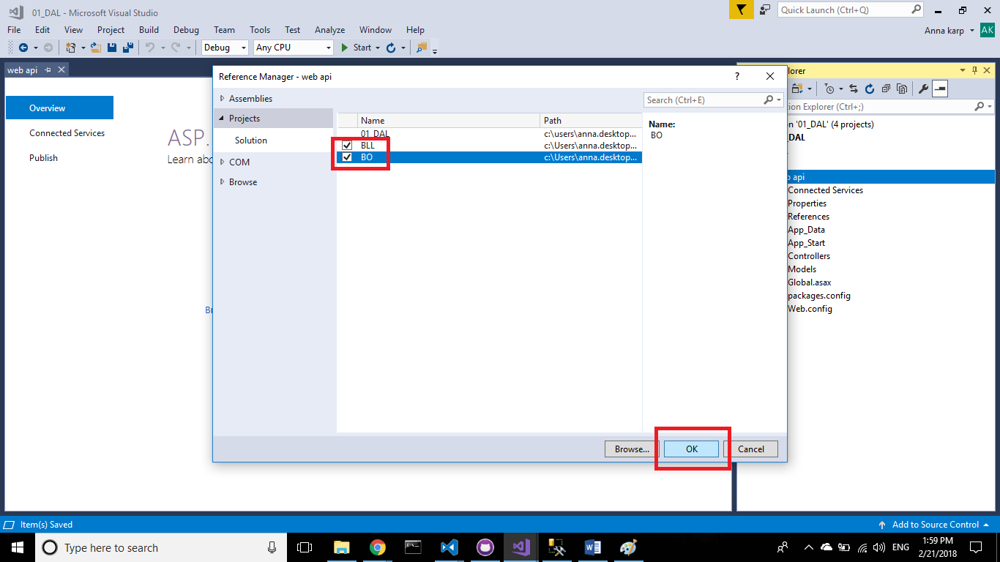 01_DAL - Microsoft Visual Studio
Quick Launch (Ctrl+Q)
File Edit View Project Build Debug Team Tools Test Analyze Window Help
Anna karp
AK
Debug Any CPU Start
web api
Overview
Connected Services
Publish
ASP.
Learn abo
Reference Manager - web api
?
Assemblies
Projects
Solution
COM
Browse
Search (Ctrl+E)
Name Path
01_DAL c:\users\anna.desktop...
BLL c:\Users\anna.desktop...
BO c:\Users\anna.desktop...
Name:
BO
Browse... OK Cancel
lorer
ion Explorer (Ctrl+;)
on '01_DAL' (4 projects)
_DAL
api
Connected Services
Properties
References
App_Data
App_Start
Controllers
Models
Global.asax
packages.config
Web.config
Item(s) Saved
Add to Source Control
Type here to search
ENG
1:59 PM
2/21/2018